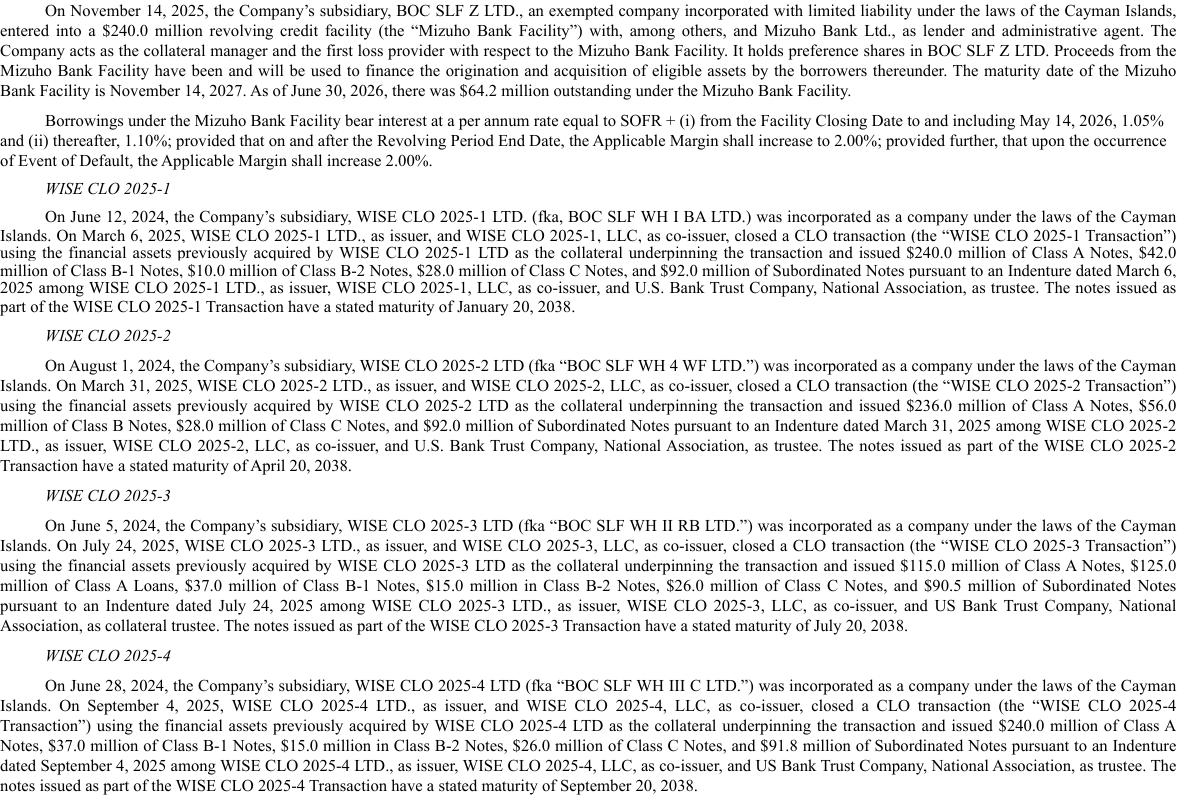 On November 14, 2025, the Company’s subsidiary, BOC SLF Z LTD., an exempted company incorporated with limited liability under the laws of the Cayman Islands,
entered into a $240.0 million revolving credit facility (the “Mizuho Bank Facility”) with, among others, and Mizuho Bank Ltd., as lender and administrative agent. The
Company acts as the collateral manager and the first loss provider with respect to the Mizuho Bank Facility. It holds preference shares in BOC SLF Z LTD. Proceeds from the
Mizuho Bank Facility have been and will be used to finance the origination and acquisition of eligible assets by the borrowers thereunder. The maturity date of the Mizuho
Bank Facility is November 14, 2027. As of June 30, 2026, there was $64.2 million outstanding under the Mizuho Bank Facility.
Borrowings under the Mizuho Bank Facility bear interest at a per annum rate equal to SOFR + (i) from the Facility Closing Date to and including May 14, 2026, 1.05%
and (ii) thereafter, 1.10%; provided that on and after the Revolving Period End Date, the Applicable Margin shall increase to 2.00%; provided further, that upon the occurrence
of Event of Default, the Applicable Margin shall increase 2.00%.
WISE CLO 2025-1
On June 12, 2024, the Company’s subsidiary, WISE CLO 2025-1 LTD. (fka, BOC SLF WH I BA LTD.) was incorporated as a company under the laws of the Cayman
Islands. On March 6, 2025, WISE CLO 2025-1 LTD., as issuer, and WISE CLO 2025-1, LLC, as co-issuer, closed a CLO transaction (the “WISE CLO 2025-1 Transaction”)
using the financial assets previously acquired by WISE CLO 2025-1 LTD as the collateral underpinning the transaction and issued $240.0 million of Class A Notes, $42.0
million of Class B-1 Notes, $10.0 million of Class B-2 Notes, $28.0 million of Class C Notes, and $92.0 million of Subordinated Notes pursuant to an Indenture dated March 6,
2025 among WISE CLO 2025-1 LTD., as issuer, WISE CLO 2025-1, LLC, as co-issuer, and U.S. Bank Trust Company, National Association, as trustee. The notes issued as
part of the WISE CLO 2025-1 Transaction have a stated maturity of January 20, 2038.
WISE CLO 2025-2
On August 1, 2024, the Company’s subsidiary, WISE CLO 2025-2 LTD (fka “BOC SLF WH 4 WF LTD.”) was incorporated as a company under the laws of the Cayman
Islands. On March 31, 2025, WISE CLO 2025-2 LTD., as issuer, and WISE CLO 2025-2, LLC, as co-issuer, closed a CLO transaction (the “WISE CLO 2025-2 Transaction”)
using the financial assets previously acquired by WISE CLO 2025-2 LTD as the collateral underpinning the transaction and issued $236.0 million of Class A Notes, $56.0
million of Class B Notes, $28.0 million of Class C Notes, and $92.0 million of Subordinated Notes pursuant to an Indenture dated March 31, 2025 among WISE CLO 2025-2
LTD., as issuer, WISE CLO 2025-2, LLC, as co-issuer, and U.S. Bank Trust Company, National Association, as trustee. The notes issued as part of the WISE CLO 2025-2
Transaction have a stated maturity of April 20, 2038.
WISE CLO 2025-3
On June 5, 2024, the Company’s subsidiary, WISE CLO 2025-3 LTD (fka “BOC SLF WH II RB LTD.”) was incorporated as a company under the laws of the Cayman
Islands. On July 24, 2025, WISE CLO 2025-3 LTD., as issuer, and WISE CLO 2025-3, LLC, as co-issuer, closed a CLO transaction (the “WISE CLO 2025-3 Transaction”)
using the financial assets previously acquired by WISE CLO 2025-3 LTD as the collateral underpinning the transaction and issued $115.0 million of Class A Notes, $125.0
million of Class A Loans, $37.0 million of Class B-1 Notes, $15.0 million in Class B-2 Notes, $26.0 million of Class C Notes, and $90.5 million of Subordinated Notes
pursuant to an Indenture dated July 24, 2025 among WISE CLO 2025-3 LTD., as issuer, WISE CLO 2025-3, LLC, as co-issuer, and US Bank Trust Company, National
Association, as collateral trustee. The notes issued as part of the WISE CLO 2025-3 Transaction have a stated maturity of July 20, 2038.
WISE CLO 2025-4
On June 28, 2024, the Company’s subsidiary, WISE CLO 2025-4 LTD (fka “BOC SLF WH III C LTD.”) was incorporated as a company under the laws of the Cayman
Islands. On September 4, 2025, WISE CLO 2025-4 LTD., as issuer, and WISE CLO 2025-4, LLC, as co-issuer, closed a CLO transaction (the “WISE CLO 2025-4
Transaction”) using the financial assets previously acquired by WISE CLO 2025-4 LTD as the collateral underpinning the transaction and issued $240.0 million of Class A
Notes, $37.0 million of Class B-1 Notes, $15.0 million in Class B-2 Notes, $26.0 million of Class C Notes, and $91.8 million of Subordinated Notes pursuant to an Indenture
dated September 4, 2025 among WISE CLO 2025-4 LTD., as issuer, WISE CLO 2025-4, LLC, as co-issuer, and US Bank Trust Company, National Association, as trustee. The
notes issued as part of the WISE CLO 2025-4 Transaction have a stated maturity of September 20, 2038.